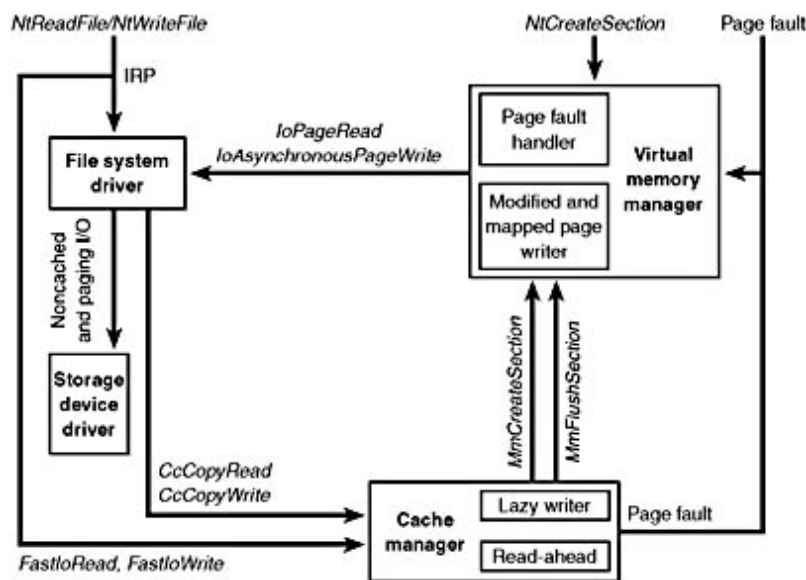 NtReadFile/NtWriteFile
NtCreateSection
Page fault
IRP
IoPageRead
IoAsynchronousPageWrite
Page fault
handler
Virtual
memory
manager
Modified and
mapped page
writer
File system
driver
Noncached
and paging I/O
Storage
device
driver
MmCreateSection
MmFlushSection
CcCopyRead
CcCopyWrite
Cache
manager
Lazy writer
Read-ahead
Page fault
FastIoRead, FastIoWrite